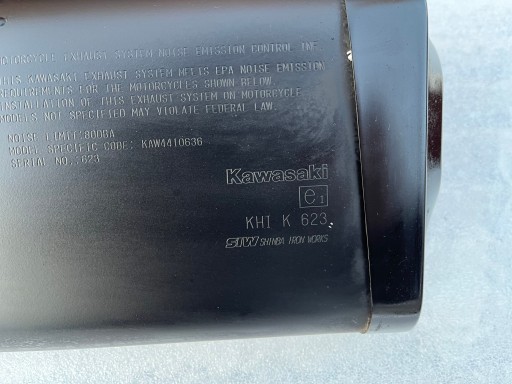 MOTORCYCLE EXHAUST SYSTEM NOISE EMISSION CONTROL INF.
THIS KAWASAKI EXHAUST SYSTEM MEETS EPA NOISE EMISSION
REQUIREMENTS FOR THE MOTORCYCLES SHOWN BELOW.
INSTALLATION OF THIS EXHAUST SYSTEM ON MOTORCYCLE
MODELS NOT SPECIFIED MAY VIOLATE FEDERAL LAW.
NOISE LIMIT:80DBA
MODEL SPECIFIC CODE: KAW4410636
SERIAL NO.:623
Kawasaki
e1
KHI K 623
SIW SHINBA IRON WORKS